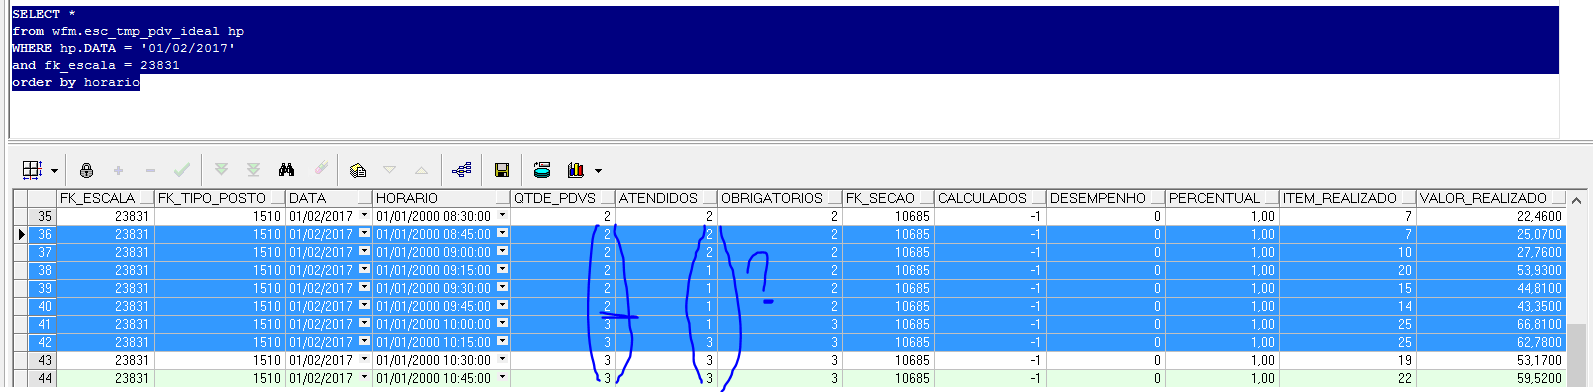 SELECT *
from wfm.esc_tmp_pdv_ideal hp
WHERE hp.DATA = '01/02/2017'
and fk_escala = 23831
order by horario
FK_ESCALA FK_TIPO_POSTO DATA HORARIO QTDE_PDVS ATENDIDOS OBRIGATORIOS FK_SECAO CALCULADOS DESEMPENHO PERCENTUAL ITEM_REALIZADO VALOR_REALIZADO
35 23831 1510 01/02/2017 01/01/2000 08:30:00 2 2 2 10685 -1 0 1,00 7 22,4600
36 23831 1510 01/02/2017 01/01/2000 08:45:00 2 2 2 10685 -1 0 1,00 7 25,0700
37 23831 1510 01/02/2017 01/01/2000 09:00:00 2 2 2 10685 -1 0 1,00 10 27,7600
38 23831 1510 01/02/2017 01/01/2000 09:15:00 2 1 2 10685 -1 0 1,00 20 53,9300
39 23831 1510 01/02/2017 01/01/2000 09:30:00 2 1 2 10685 -1 0 1,00 15 44,8100
40 23831 1510 01/02/2017 01/01/2000 09:45:00 2 1 2 10685 -1 0 1,00 14 43,3500
41 23831 1510 01/02/2017 01/01/2000 10:00:00 3 1 3 10685 -1 0 1,00 25 66,8100
42 23831 1510 01/02/2017 01/01/2000 10:15:00 3 3 3 10685 -1 0 1,00 25 62,7800
43 23831 1510 01/02/2017 01/01/2000 10:30:00 3 3 3 10685 -1 0 1,00 19 53,1700
44 23831 1510 01/02/2017 01/01/2000 10:45:00 3 3 3 10685 -1 0 1,00 22 59,5200
?